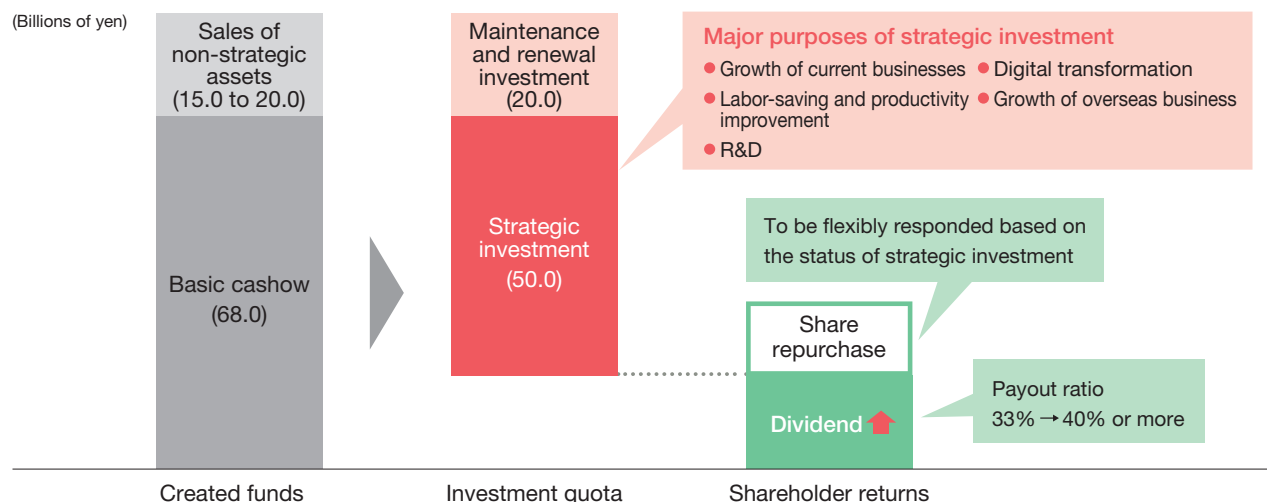 (Billions of yen)
Sales of
non-strategic
assets
(15.0 to 20.0)
Basic cashow
(68.0)
Created funds
Maintenance
and renewal
investment
(20.0)
Strategic
investment
(50.0)
Investment quota
Major purposes of strategic investment
● Growth of current businesses
● Labor-saving and productivity
improvement
● R&D
● Digital transformation
● Growth of overseas business
To be flexibly responded based on
the status of strategic investment
Share
repurchase
Dividend
Payout ratio
33% → 40% or more
Shareholder returns